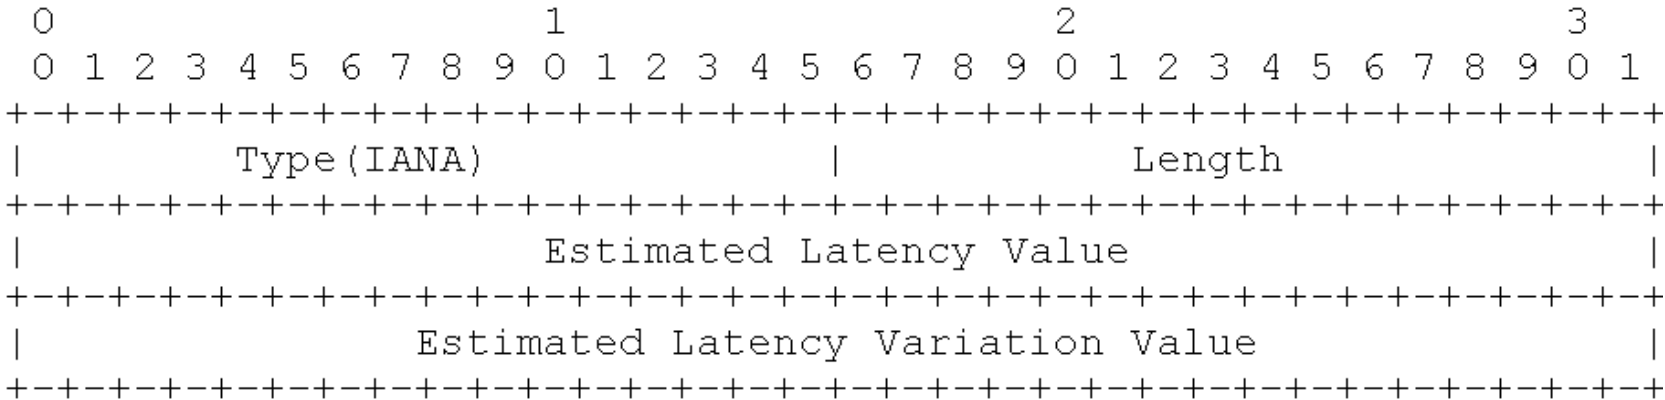 0                   1                   2                   3
 0 1 2 3 4 5 6 7 8 9 0 1 2 3 4 5 6 7 8 9 0 1 2 3 4 5 6 7 8 9 0 1
+-+-+-+-+-+-+-+-+-+-+-+-+-+-+-+-+-+-+-+-+-+-+-+-+-+-+-+-+-+-+-+-+
|        Type(IANA)             |           Length              |
+-+-+-+-+-+-+-+-+-+-+-+-+-+-+-+-+-+-+-+-+-+-+-+-+-+-+-+-+-+-+-+-+
|                    Estimated Latency Value                    |
+-+-+-+-+-+-+-+-+-+-+-+-+-+-+-+-+-+-+-+-+-+-+-+-+-+-+-+-+-+-+-+-+
|               Estimated Latency Variation Value               |
+-+-+-+-+-+-+-+-+-+-+-+-+-+-+-+-+-+-+-+-+-+-+-+-+-+-+-+-+-+-+-+-+